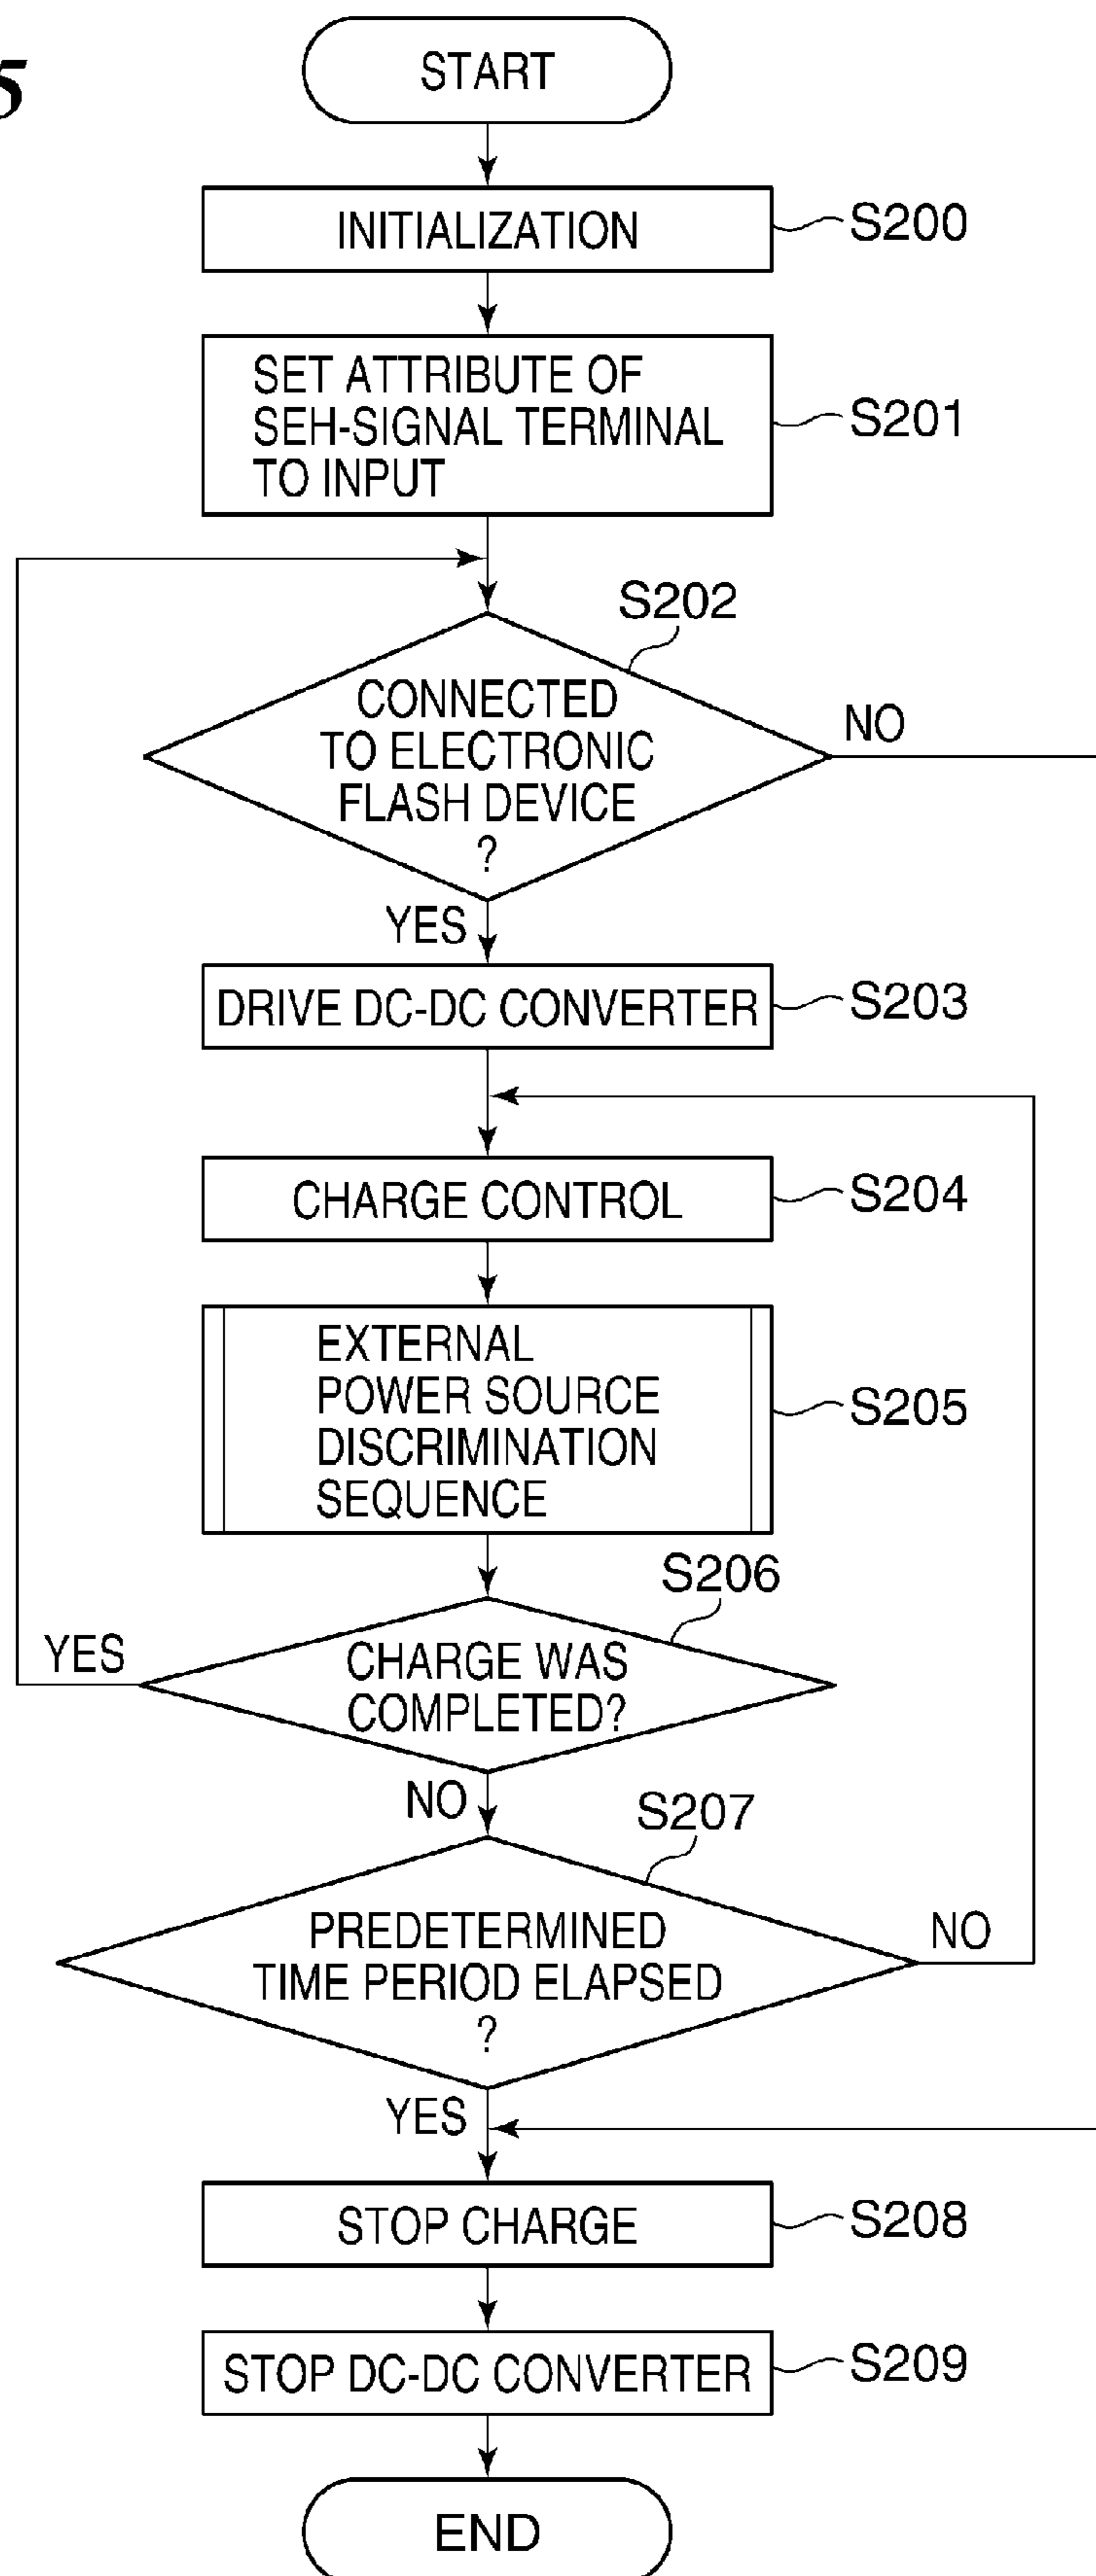 5
START
INITIALIZATION
S200
SET ATTRIBUTE OF
SEH-SIGNAL TERMINAL
TO INPUT
S201
S202
CONNECTED
TO ELECTRONIC
FLASH DEVICE
?
NO
YES
DRIVE DC-DC CONVERTER
S203
CHARGE CONTROL
S204
EXTERNAL
POWER SOURCE
DISCRIMINATION
SEQUENCE
S205
S206
YES
CHARGE WAS
COMPLETED?
NO
S207
PREDETERMINED
TIME PERIOD ELAPSED
?
NO
YES
STOP CHARGE
S208
STOP DC-DC CONVERTER
S209
END